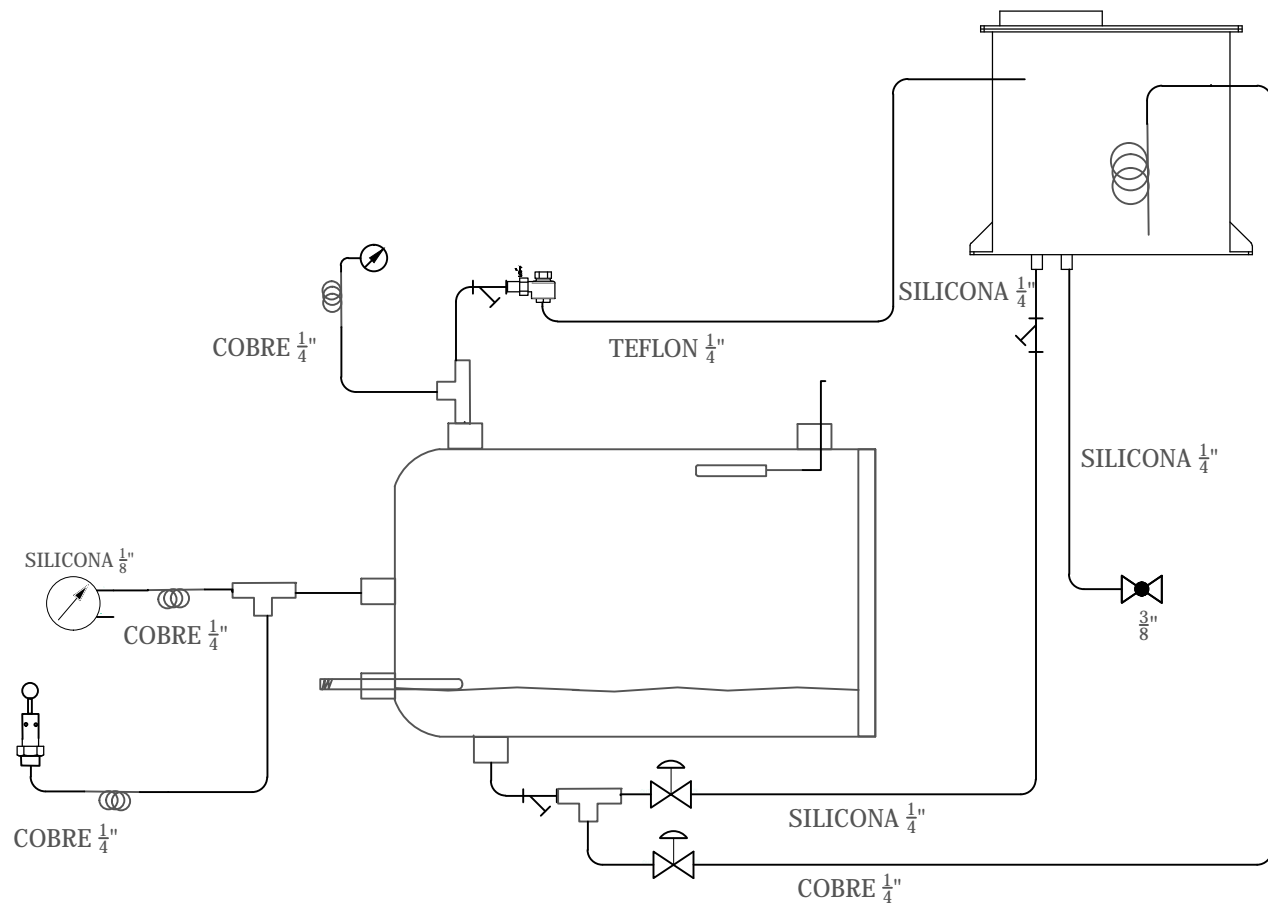 SILICONA 1/4"
COBRE 1/4"
TEFLON 1/4"
SILICONA 1/4"
SILICONA 1/8"
COBRE 1/4"
3/8"
SILICONA 1/4"
COBRE 1/4"
COBRE 1/4"